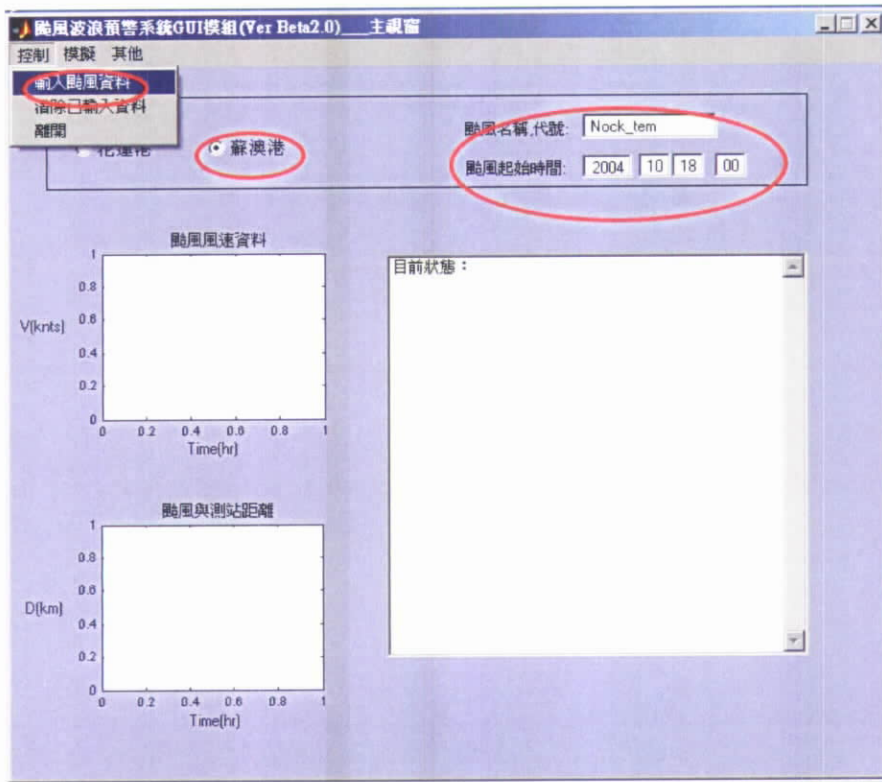 颱風波浪預警系統GUI模組(Ver Beta2.0)___主視窗
控制 模擬 其他
輸入颱風資料
清除已輸入資料
離開
花蓮港
蘇澳港
颱風名稱,代號: Nock_tem
颱風起始時間: 2004 10 18 00
颱風風速資料
1
0.8
V(knts) 0.6
0.4
0.2
0
0 0.2 0.4 0.6 0.8 1
Time(hr)
目前狀態：
颱風與測站距離
1
0.8
0.6
D(km) 0.4
0.2
0
0 0.2 0.4 0.6 0.8 1
Time(hr)